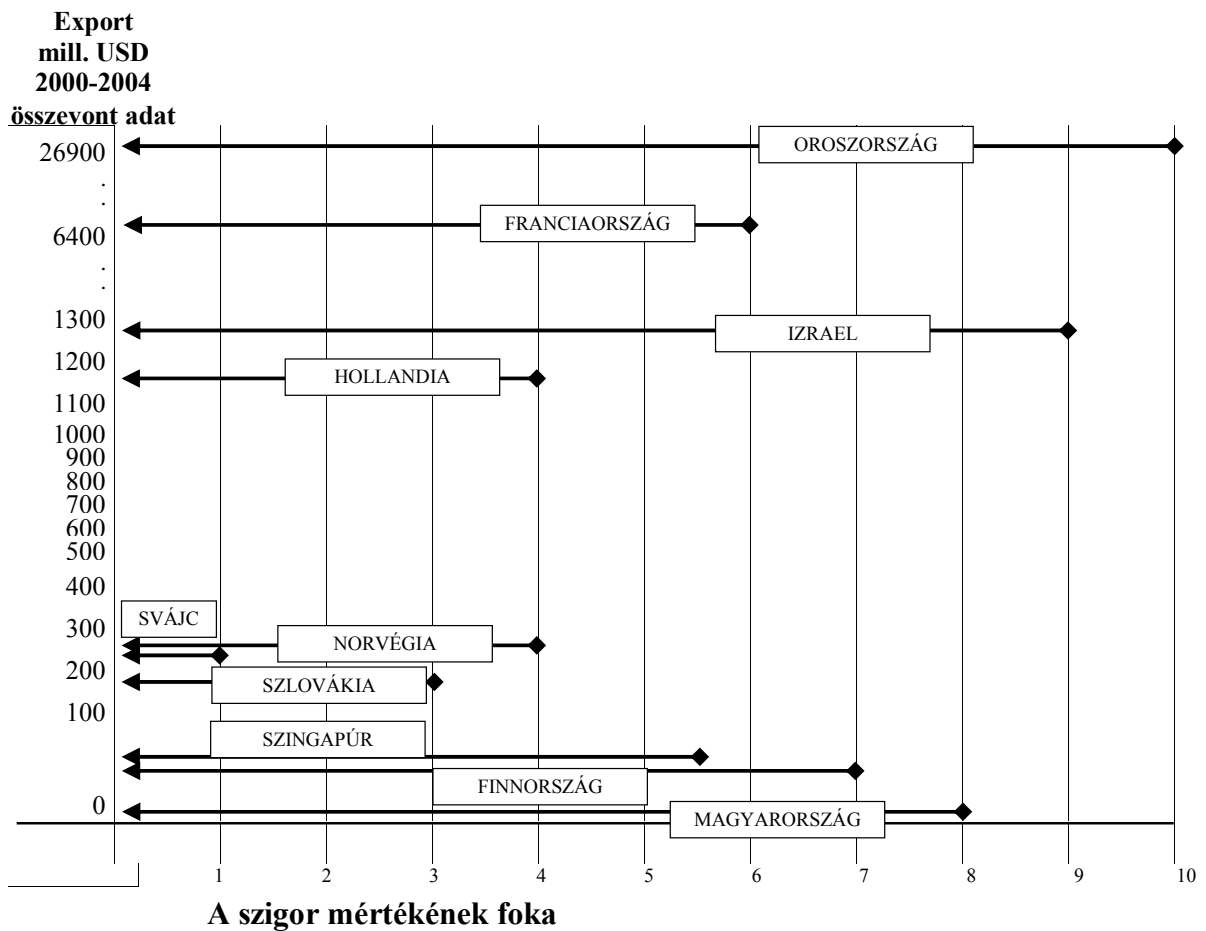 Export
mill. USD
2000-2004
összevont adat
26900
.
.
6400
.
.
1300
1200
1100
1000
900
800
700
600
500
400
300
200
100
0
OROSZORSZÁG
FRANCIAORSZÁG
IZRAEL
HOLLANDIA
SVÁJC
NORVÉGIA
SZLOVÁKIA
SZINGAPÚR
FINNORSZÁG
MAGYARORSZÁG
1 2 3 4 5 6 7 8 9 10
A szigor mértékének foka